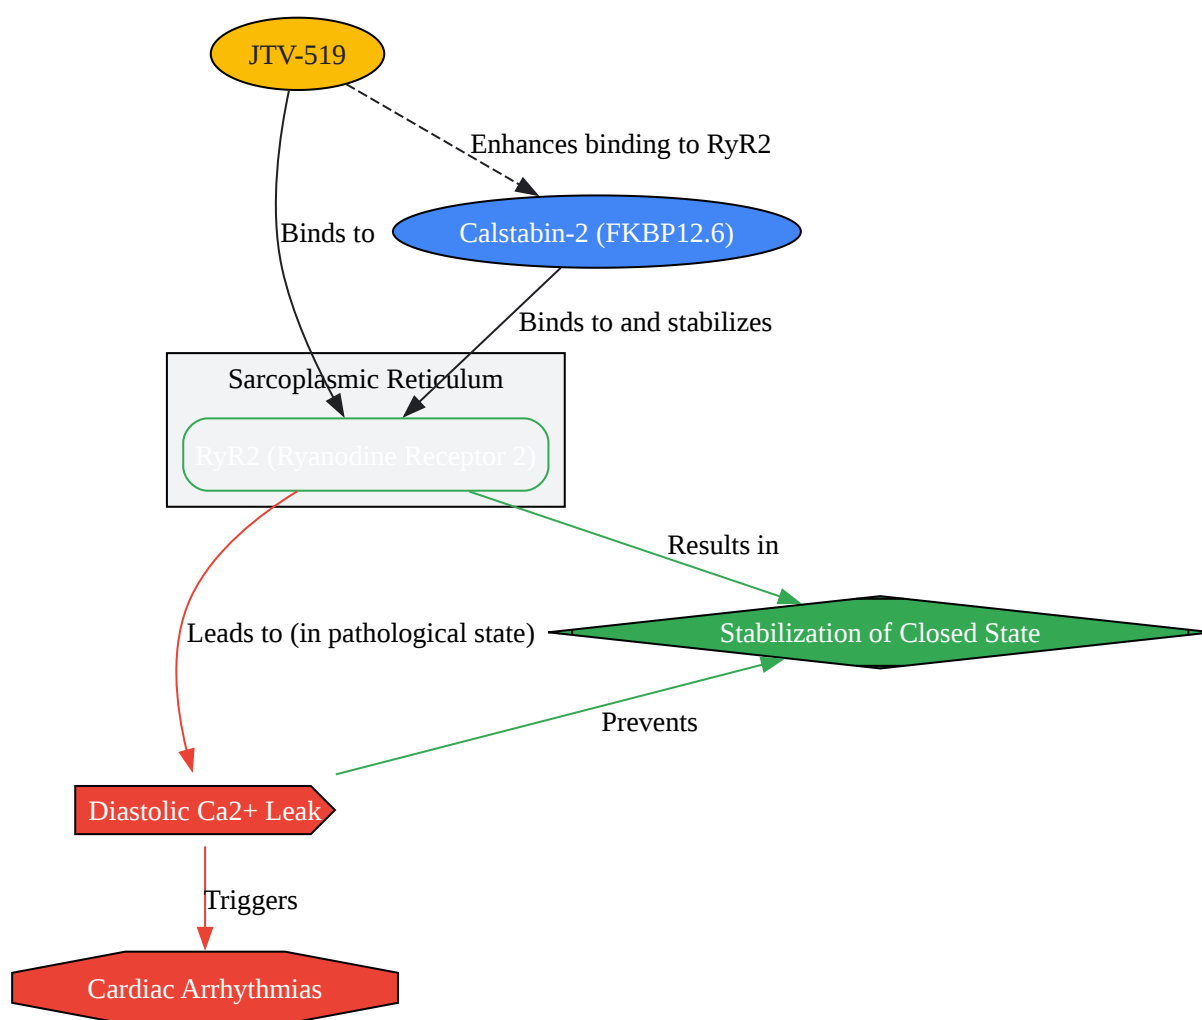 JTV-519
Enhances binding to RyR2
Binds to
Calstabin-2 (FKBP12.6)
Binds to and stabilizes
Sarcoplasmic Reticulum
RyR2 (Ryanodine Receptor 2)
Results in
Leads to (in pathological state)
Stabilization of Closed State
Prevents
Diastolic Ca2+ Leak
Triggers
Cardiac Arrhythmias